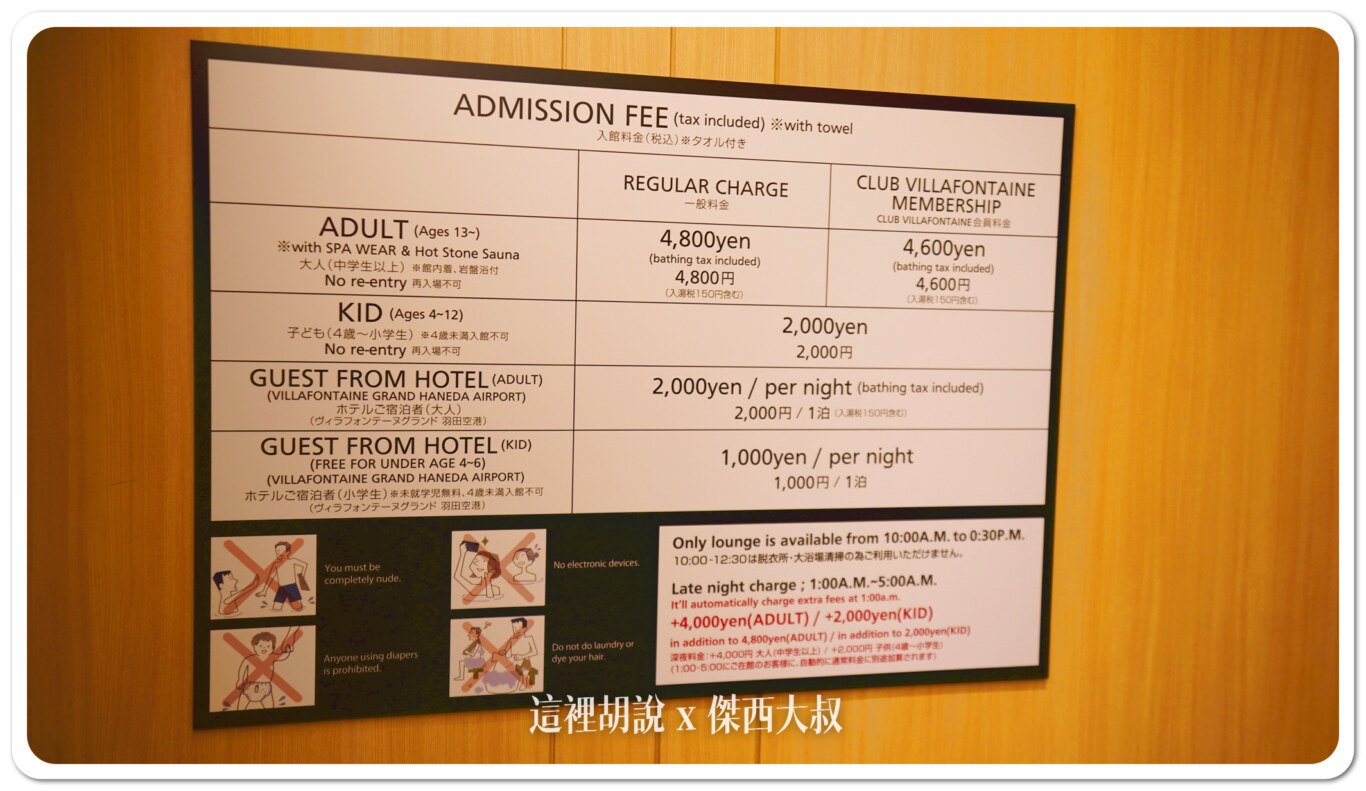 ADMISSION FEE (tax included) ※with towel
入館料金(税込)※タオル付き
REGULAR CHARGE
一般料金
CLUB VILLAFONTAINE
MEMBERSHIP
CLUB VILLAFONTAINE会員料金
ADULT (Ages 13~)
※with SPA WEAR & Hot Stone Sauna
大人(中学生以上) ※館内着、岩盤浴付
No re-entry 再入場不可
4,800yen
(bathing tax included)
4,800円
(入湯税150円含む)
4,600yen
(bathing tax included)
4,600円
(入湯税150円含む)
KID (Ages 4~12)
子ども(4歳〜小学生) ※4歳未満入館不可
No re-entry 再入場不可
2,000yen
2,000円
GUEST FROM HOTEL (ADULT)
(VILLAFONTAINE GRAND HANEDA AIRPORT)
ホテルご宿泊者(大人)
(ヴィラフォンテーヌグランド 羽田空港)
2,000yen / per night (bathing tax included)
2,000円 / 1泊 (入湯税150円含む)
GUEST FROM HOTEL (KID)
(FREE FOR UNDER AGE 4~6)
(VILLAFONTAINE GRAND HANEDA AIRPORT)
ホテルご宿泊者(小学生)※未就学児無料、4歳未満入館不可
(ヴィラフォンテーヌグランド 羽田空港)
1,000yen / per night
1,000円 / 1泊
You must be
completely nude.
No electronic devices.
Anyone using diapers
is prohibited.
Do not do laundry or
dye your hair.
Only lounge is available from 10:00A.M. to 0:30P.M.
10:00-12:30は脱衣所・大浴場清掃の為ご利用いただけません。
Late night charge ; 1:00A.M.~5:00A.M.
It'll automatically charge extra fees at 1:00a.m.
+4,000yen(ADULT) / +2,000yen(KID)
in addition to 4,800yen(ADULT) / in addition to 2,000yen(KID)
深夜料金:+4,000円 大人(中学生以上) / +2,000円 子供(4歳〜小学生)
(1:00-5:00にご在館のお客様に、自動的に通常料金に別途加算されます)
這裡胡說 x 傑西大叔